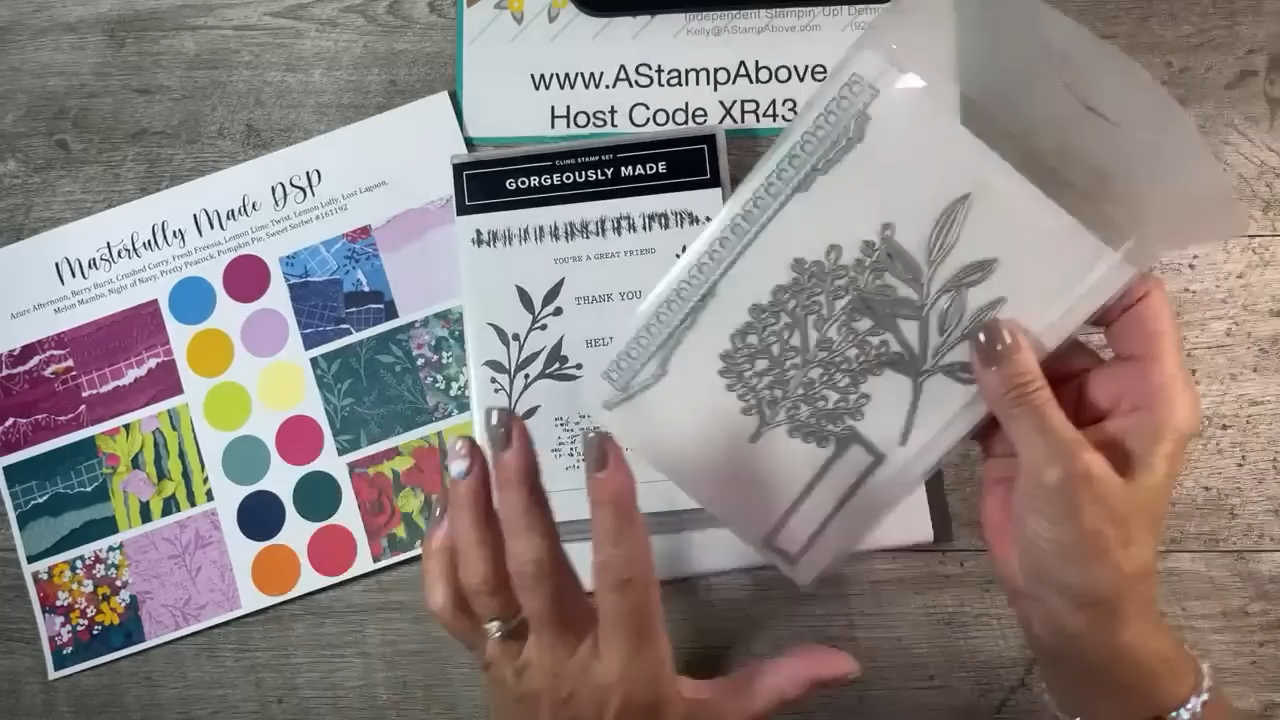 Independent Stampin' Up! Demo
Kelly@AStampAbove.com (92
www.AStampAbove
Host Code XR43
Masterfully Made DSP
Azure Afternoon, Berry Burst, Crushed Curry, Fresh Freesia, Lemon Lime Twist, Lemon Lolly, Lost Lagoon,
Melon Mambo, Night of Navy, Pretty Peacock, Pumpkin Pie, Sweet Sorbet #161192
CLING STAMP SET
GORGEOUSLY MADE
YOU'RE A GREAT FRIEND
THANK YOU